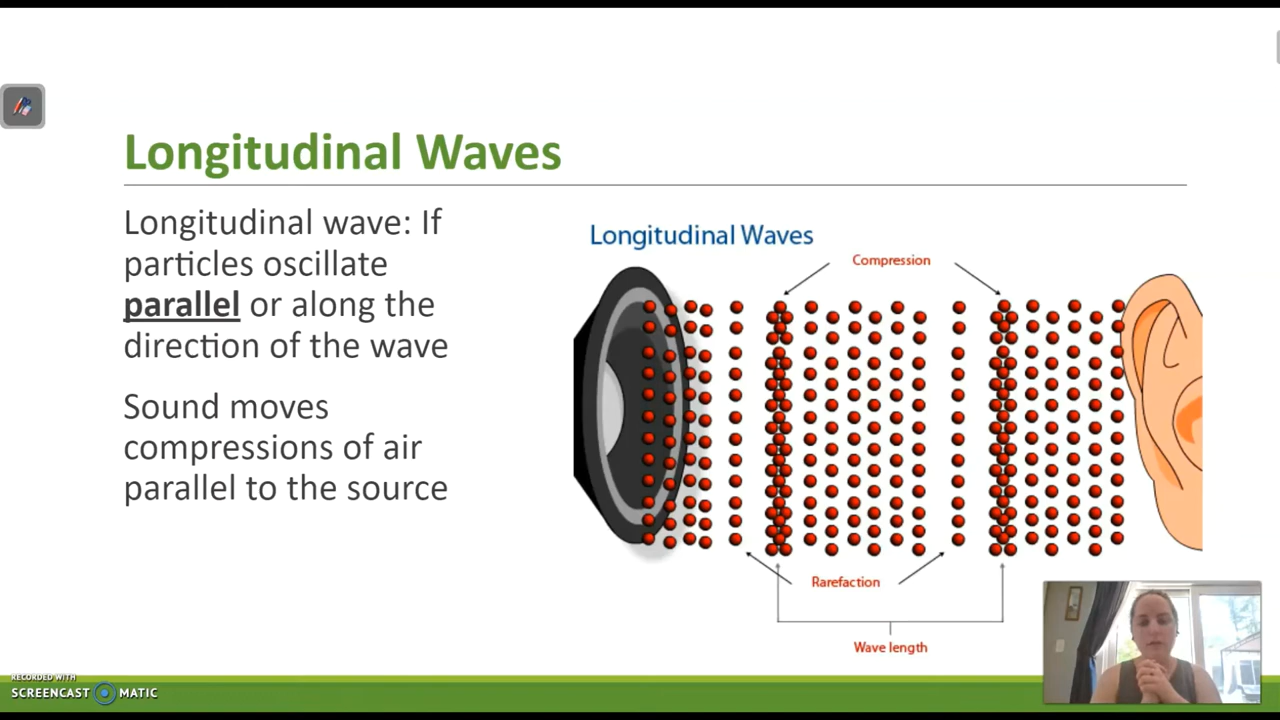 Longitudinal Waves
Longitudinal wave: If
particles oscillate
parallel or along the
direction of the wave
Sound moves
compressions of air
parallel to the source
Longitudinal Waves
Compression
Rarefaction
Wave length
RECORDED WITH
SCREENCAST MATIC